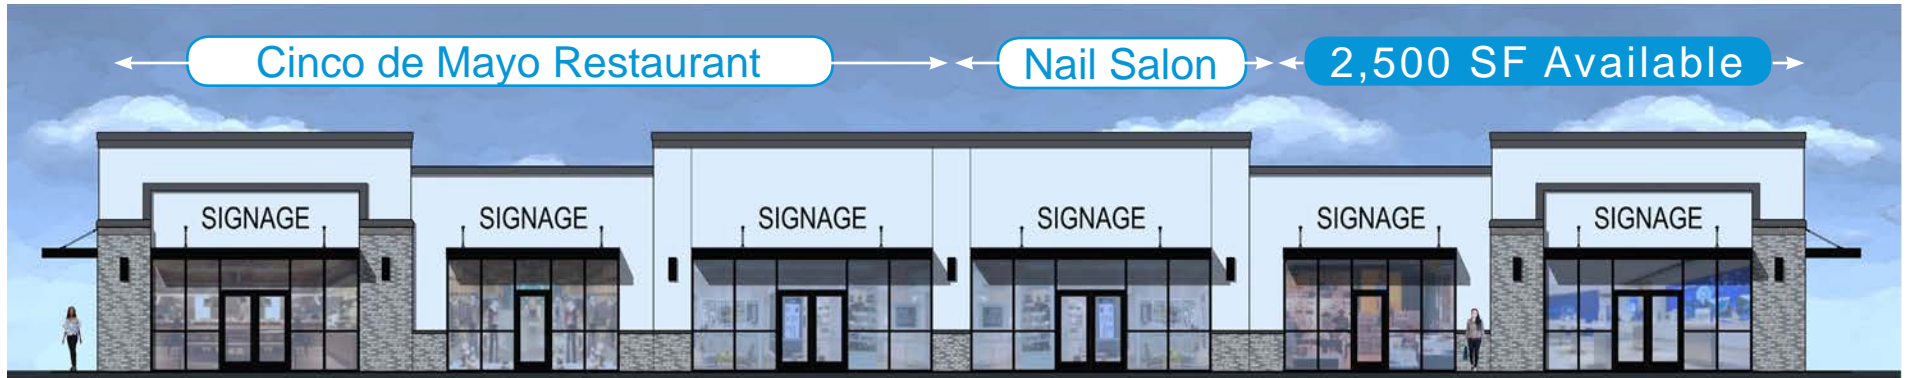 Cinco de Mayo Restaurant
Nail Salon
2,500 SF Available
SIGNAGE
SIGNAGE
SIGNAGE
SIGNAGE
SIGNAGE
SIGNAGE